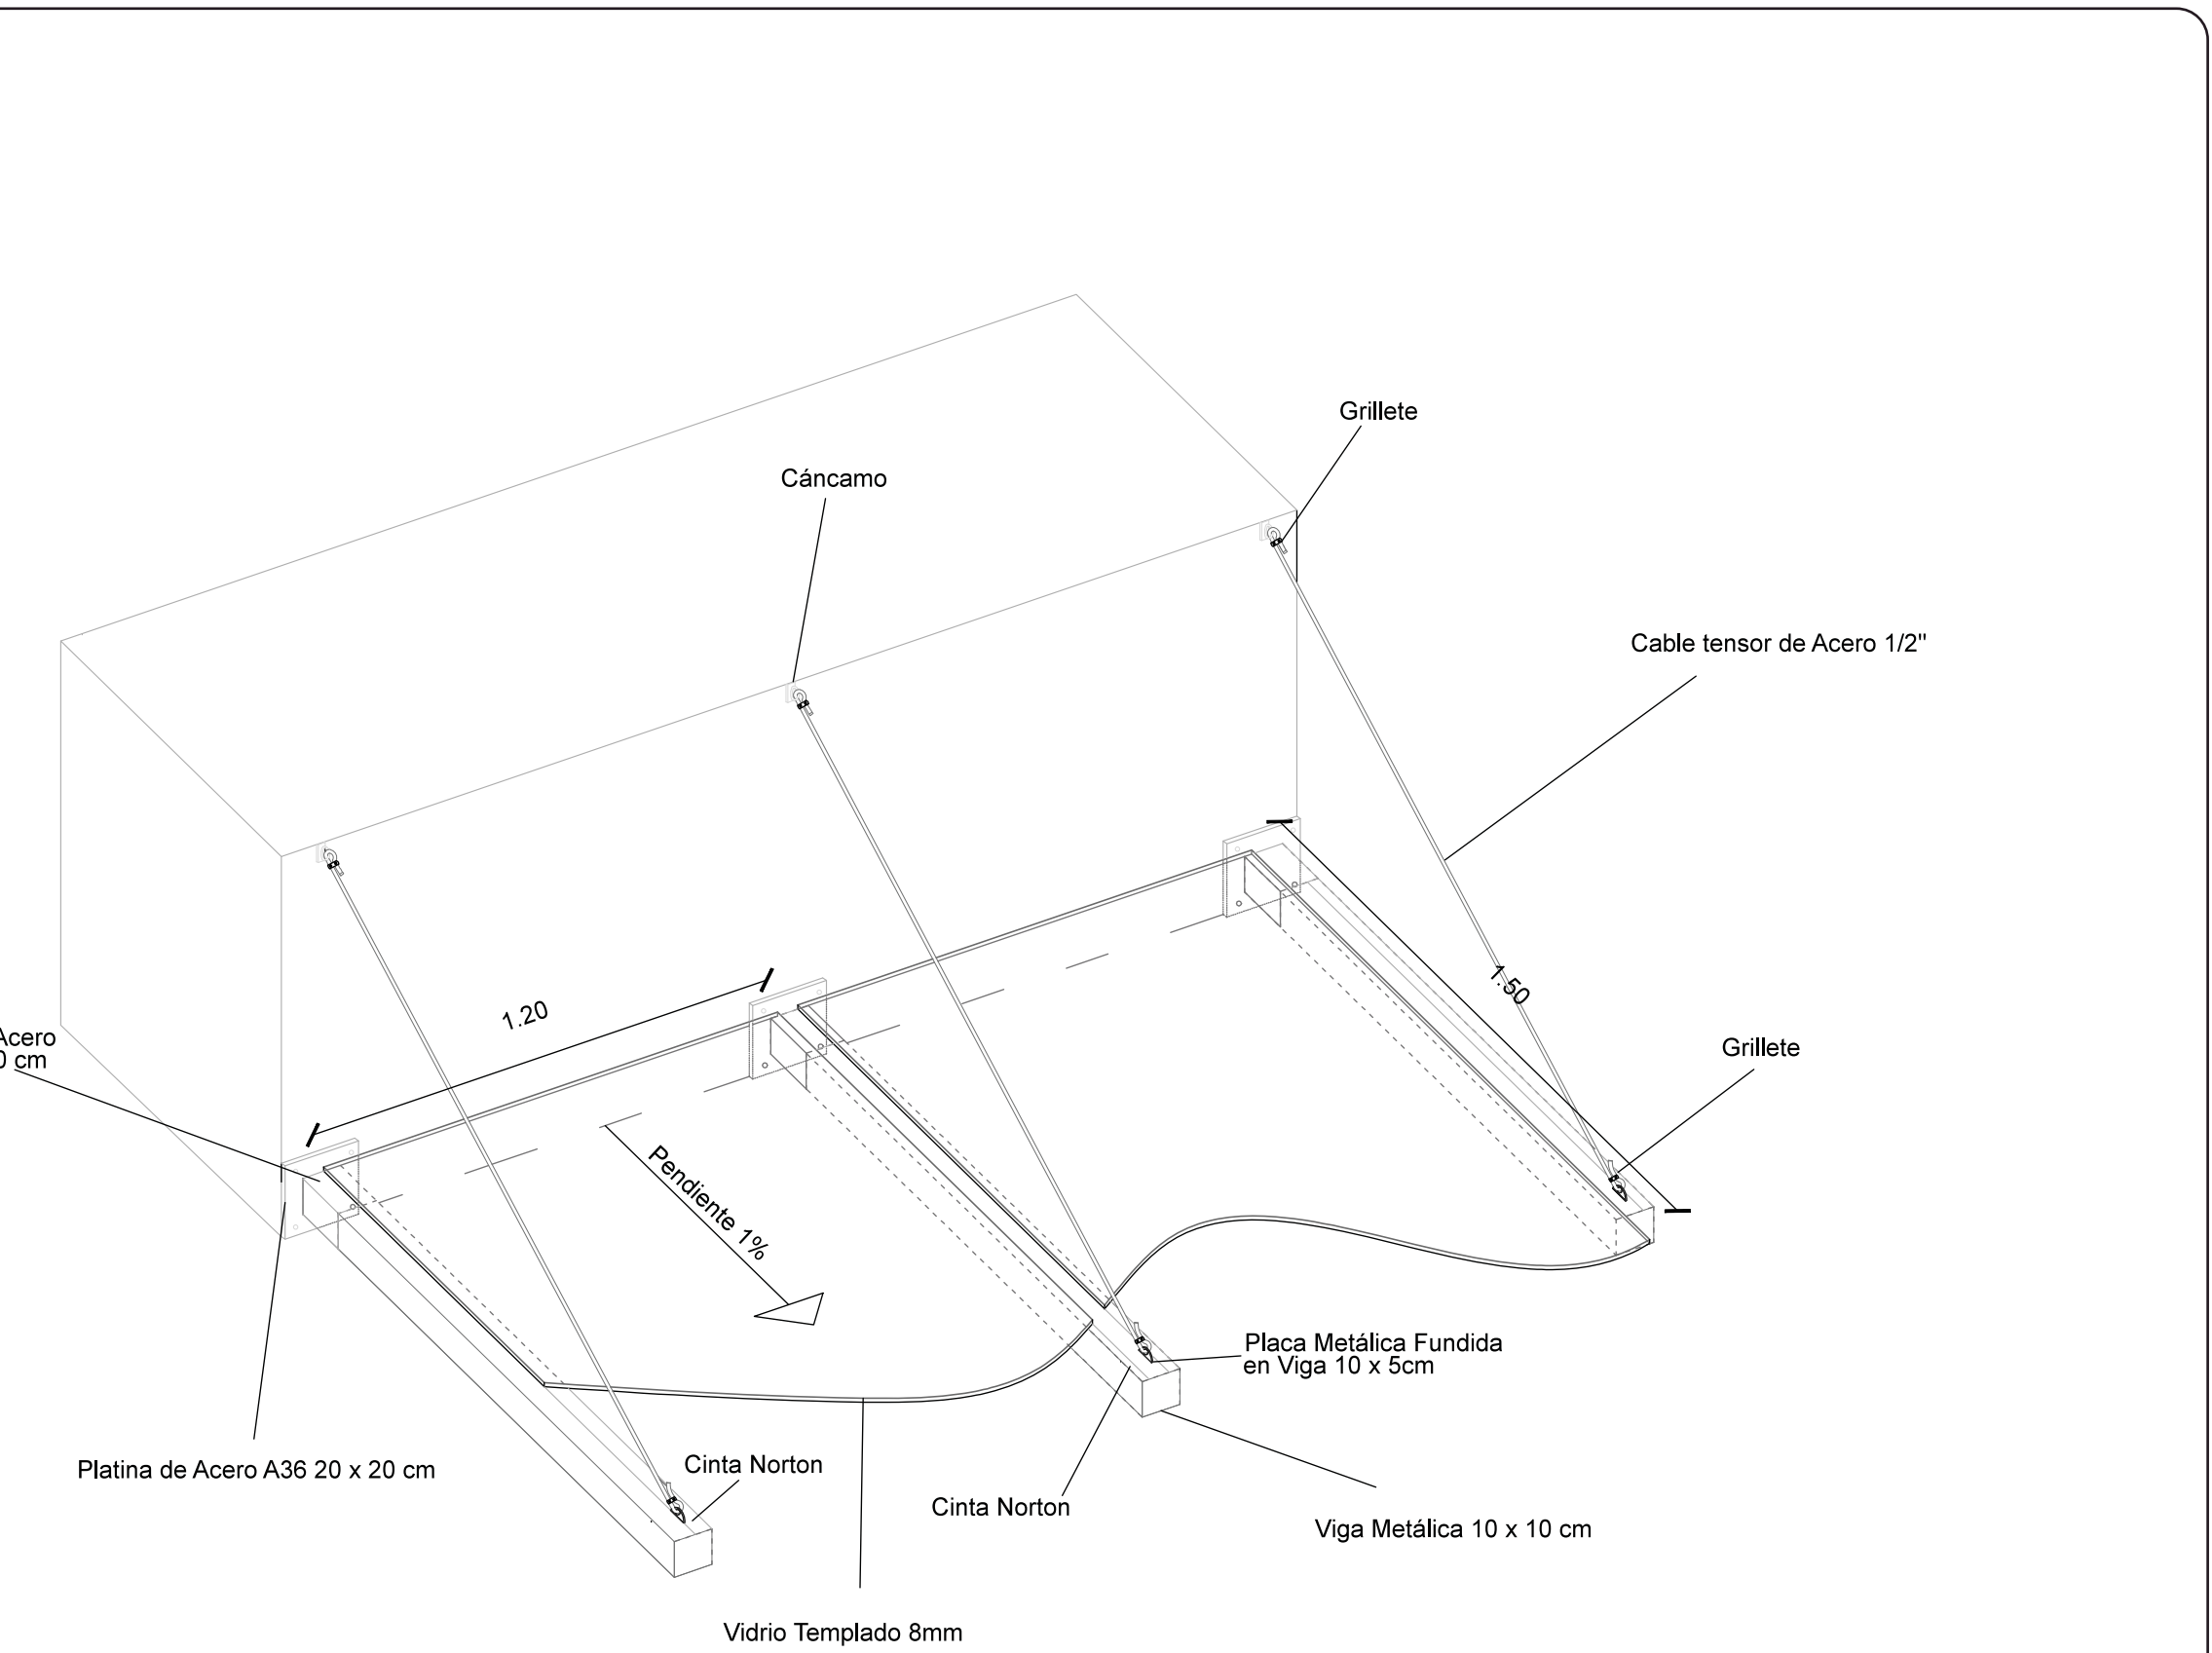 Grillete
Cáncamo
Cable tensor de Acero 1/2"
1.50
1.20
Acero
cm
Grillete
Pendiente 1%
Placa Metálica Fundida
en Viga 10 x 5cm
Platina de Acero A36 20 x 20 cm
Cinta Norton
Cinta Norton
Viga Metálica 10 x 10 cm
Vidrio Templado 8mm